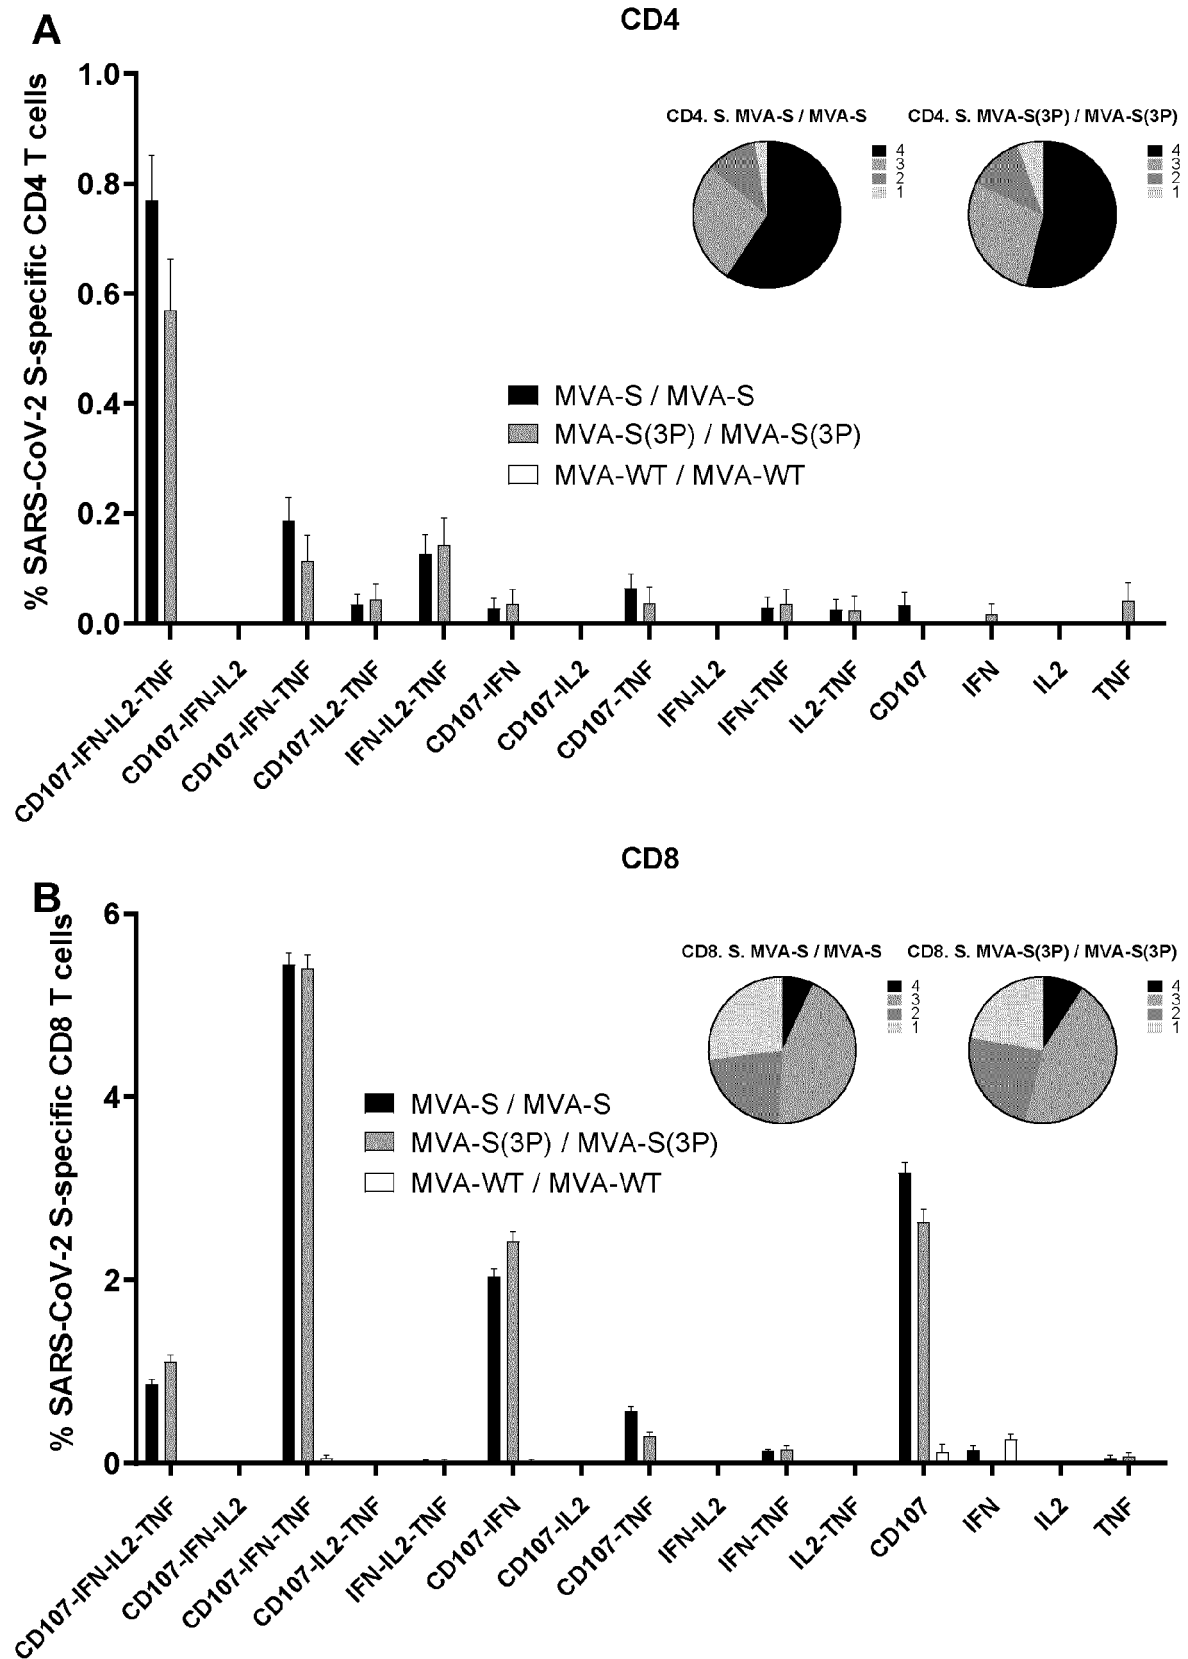 A
CD4
% SARS-CoV-2 S-specific CD4 T cells
1.0
0.8
0.6
0.4
0.2
0.0
CD4. S. MVA-S / MVA-S
4
3
2
1
CD4. S. MVA-S(3P) / MVA-S(3P)
4
3
2
1
MVA-S / MVA-S
MVA-S(3P) / MVA-S(3P)
MVA-WT / MVA-WT
CD107-IFN-IL2-TNF
CD107-IFN-IL2
CD107-IFN-TNF
CD107-IL2-TNF
IFN-IL2-TNF
CD107-IFN
CD107-IL2
CD107-TNF
IFN-IL2
IFN-TNF
IL2-TNF
CD107
IFN
IL2
TNF
CD8
B
% SARS-CoV-2 S-specific CD8 T cells
6
4
2
0
CD8. S. MVA-S / MVA-S
4
3
2
1
CD8. S. MVA-S(3P) / MVA-S(3P)
4
3
2
1
MVA-S / MVA-S
MVA-S(3P) / MVA-S(3P)
MVA-WT / MVA-WT
CD107-IFN-IL2-TNF
CD107-IFN-IL2
CD107-IFN-TNF
CD107-IL2-TNF
IFN-IL2-TNF
CD107-IFN
CD107-IL2
CD107-TNF
IFN-IL2
IFN-TNF
IL2-TNF
CD107
IFN
IL2
TNF